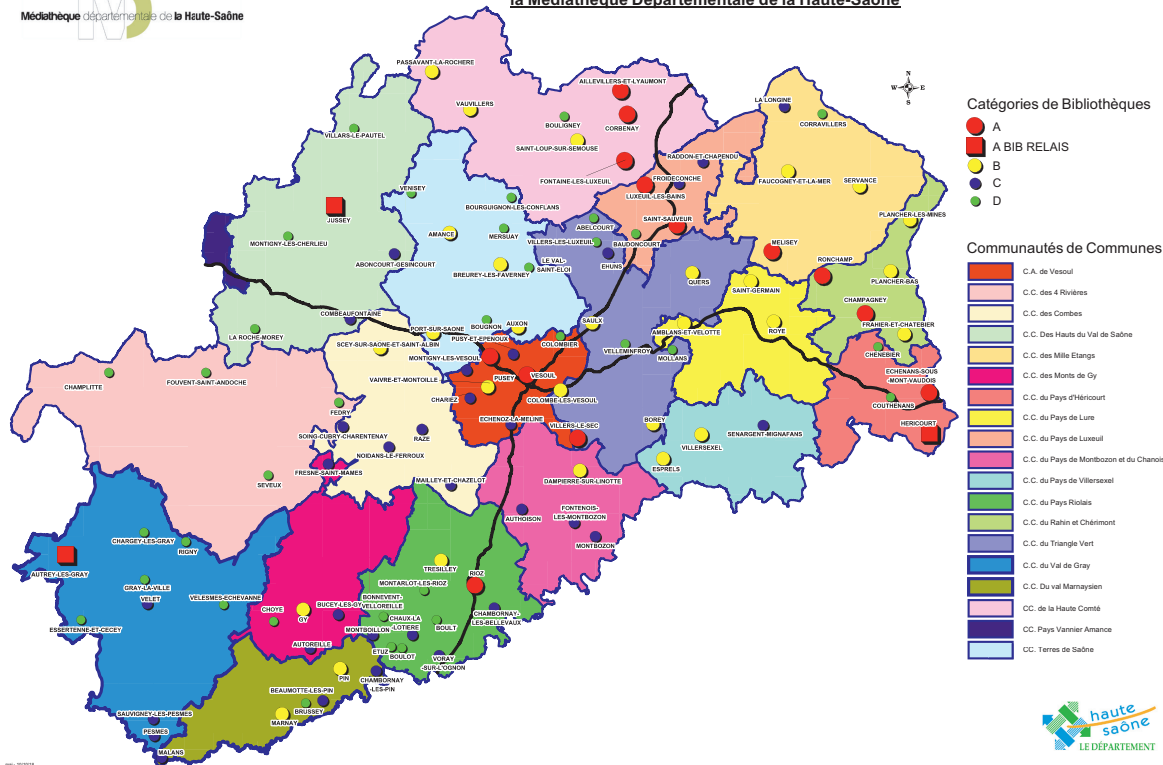 la Médiathèque Départementale de la Haute-Saône
Médiathèque départementale de la Haute-Saône
N
W E
S
PASSAVANT-LA-ROCHERE
AILLEVILLERS-ET-LYAUMONT
VAUVILLERS
BOULIGNEY
CORBENAY
SAINT-LOUP-SUR-SEMOUSE
FONTAINE-LES-LUXEUIL
LA LONGINE
CORRAVILLERS
RADDON-ET-CHAPENDU
FROIDECONCHE
LUXEUIL-LES-BAINS
FAUCOGNEY-ET-LA-MER
SERVANCE
PLANCHER-LES-MINES
VILLARS-LE-PAUTEL
VENISEY
BOURGUIGNON-LES-CONFLANS
JUSSEY
MONTIGNY-LES-CHERLIEU
ABONCOURT-GESINCOURT
AMANCE
MERSUAY
BREUREY-LES-FAVERNEY
ABELCOURT
SAINT-SAUVEUR
VILLERS-LES-LUXEUIL
BAUDONCOURT
LE VAL-
SAINT-ELOI
EHUNS
MELISEY
RONCHAMP
PLANCHER-BAS
QUERS
SAINT-GERMAIN
CHAMPAGNEY
FRAHIER-ET-CHATEBIER
CHENEBIER
ROYE
COMBEAUFONTAINE
LA ROCHE-MOREY
PORT-SUR-SAONE
BOUGNON
AUXON
SAULX
AMBLANS-ET-VELOTTE
PUSY-ET-EPENOUX
COLOMBIER
VELLEMINFROY
MOLLANS
SCEY-SUR-SAONE-ET-SAINT-ALBIN
MONTIGNY-LES-VESOUL
VAIVRE-ET-MONTOILLE
PUSEY
VESOUL
CHARIEZ
COLOMBE-LES-VESOUL
ECHENOZ-LA-MELINE
VILLERS-LE-SEC
ECHENANS-SOUS
-MONT-VAUDOIS
COUTHENANS
HERICOURT
CHAMPLITTE
FOUVENT-SAINT-ANDOCHE
FEDRY
SOING-CUBRY-CHARENTENAY
RAZE
NOIDANS-LE-FERROUX
BOREY
VILLERSEXEL
SENARGENT-MIGNAFANS
ESPRELS
FRESNE-SAINT-MAMES
SEVEUX
MAILLEY-ET-CHAZELOT
DAMPIERRE-SUR-LINOTTE
AUTHOISON
FONTENOIS-
LES-MONTBOZON
MONTBOZON
CHARGEY-LES-GRAY
RIGNY
AUTREY-LES-GRAY
GRAY-LA-VILLE
VELET
VELESMES-ECHEVANNE
ESSERTENNE-ET-CECEY
CHOYE
GY
BUCEY-LES-GY
AUTOREILLE
TRESILLEY
RIOZ
MONTARLOT-LES-RIOZ
BONNEVENT-
VELLOREILLE
CHAUX-LA
-LOTIERE
MONTBOILLON
BOULT
CHAMBORNAY-
LES-BELLEVAUX
ETUZ
BOULOT
VORAY
-SUR-L'OGNON
CHAMBORNAY
-LES-PIN
PIN
BEAUMOTTE-LES-PIN
BRUSSEY
MARNAY
SAUVIGNEY-LES-PESMES
PESMES
MALANS
Catégories de Bibliothèques
A
A BIB RELAIS
B
C
D
Communautés de Communes
C.A. de Vesoul
C.C. des 4 Rivières
C.C. des Combes
C.C. Des Hauts du Val de Saône
C.C. des Mille Etangs
C.C. des Monts de Gy
C.C. du Pays d'Héricourt
C.C. du Pays de Lure
C.C. du Pays de Luxeuil
C.C. du Pays de Montbozon et du Chanois
C.C. du Pays de Villersexel
C.C. du Pays Riolais
C.C. du Rahin et Chérimont
C.C. du Triangle Vert
C.C. du Val de Gray
C.C. Du val Marnaysien
CC. de la Haute Comté
CC. Pays Vannier Amance
CC. Terres de Saône
haute
saône
LE DÉPARTEMENT